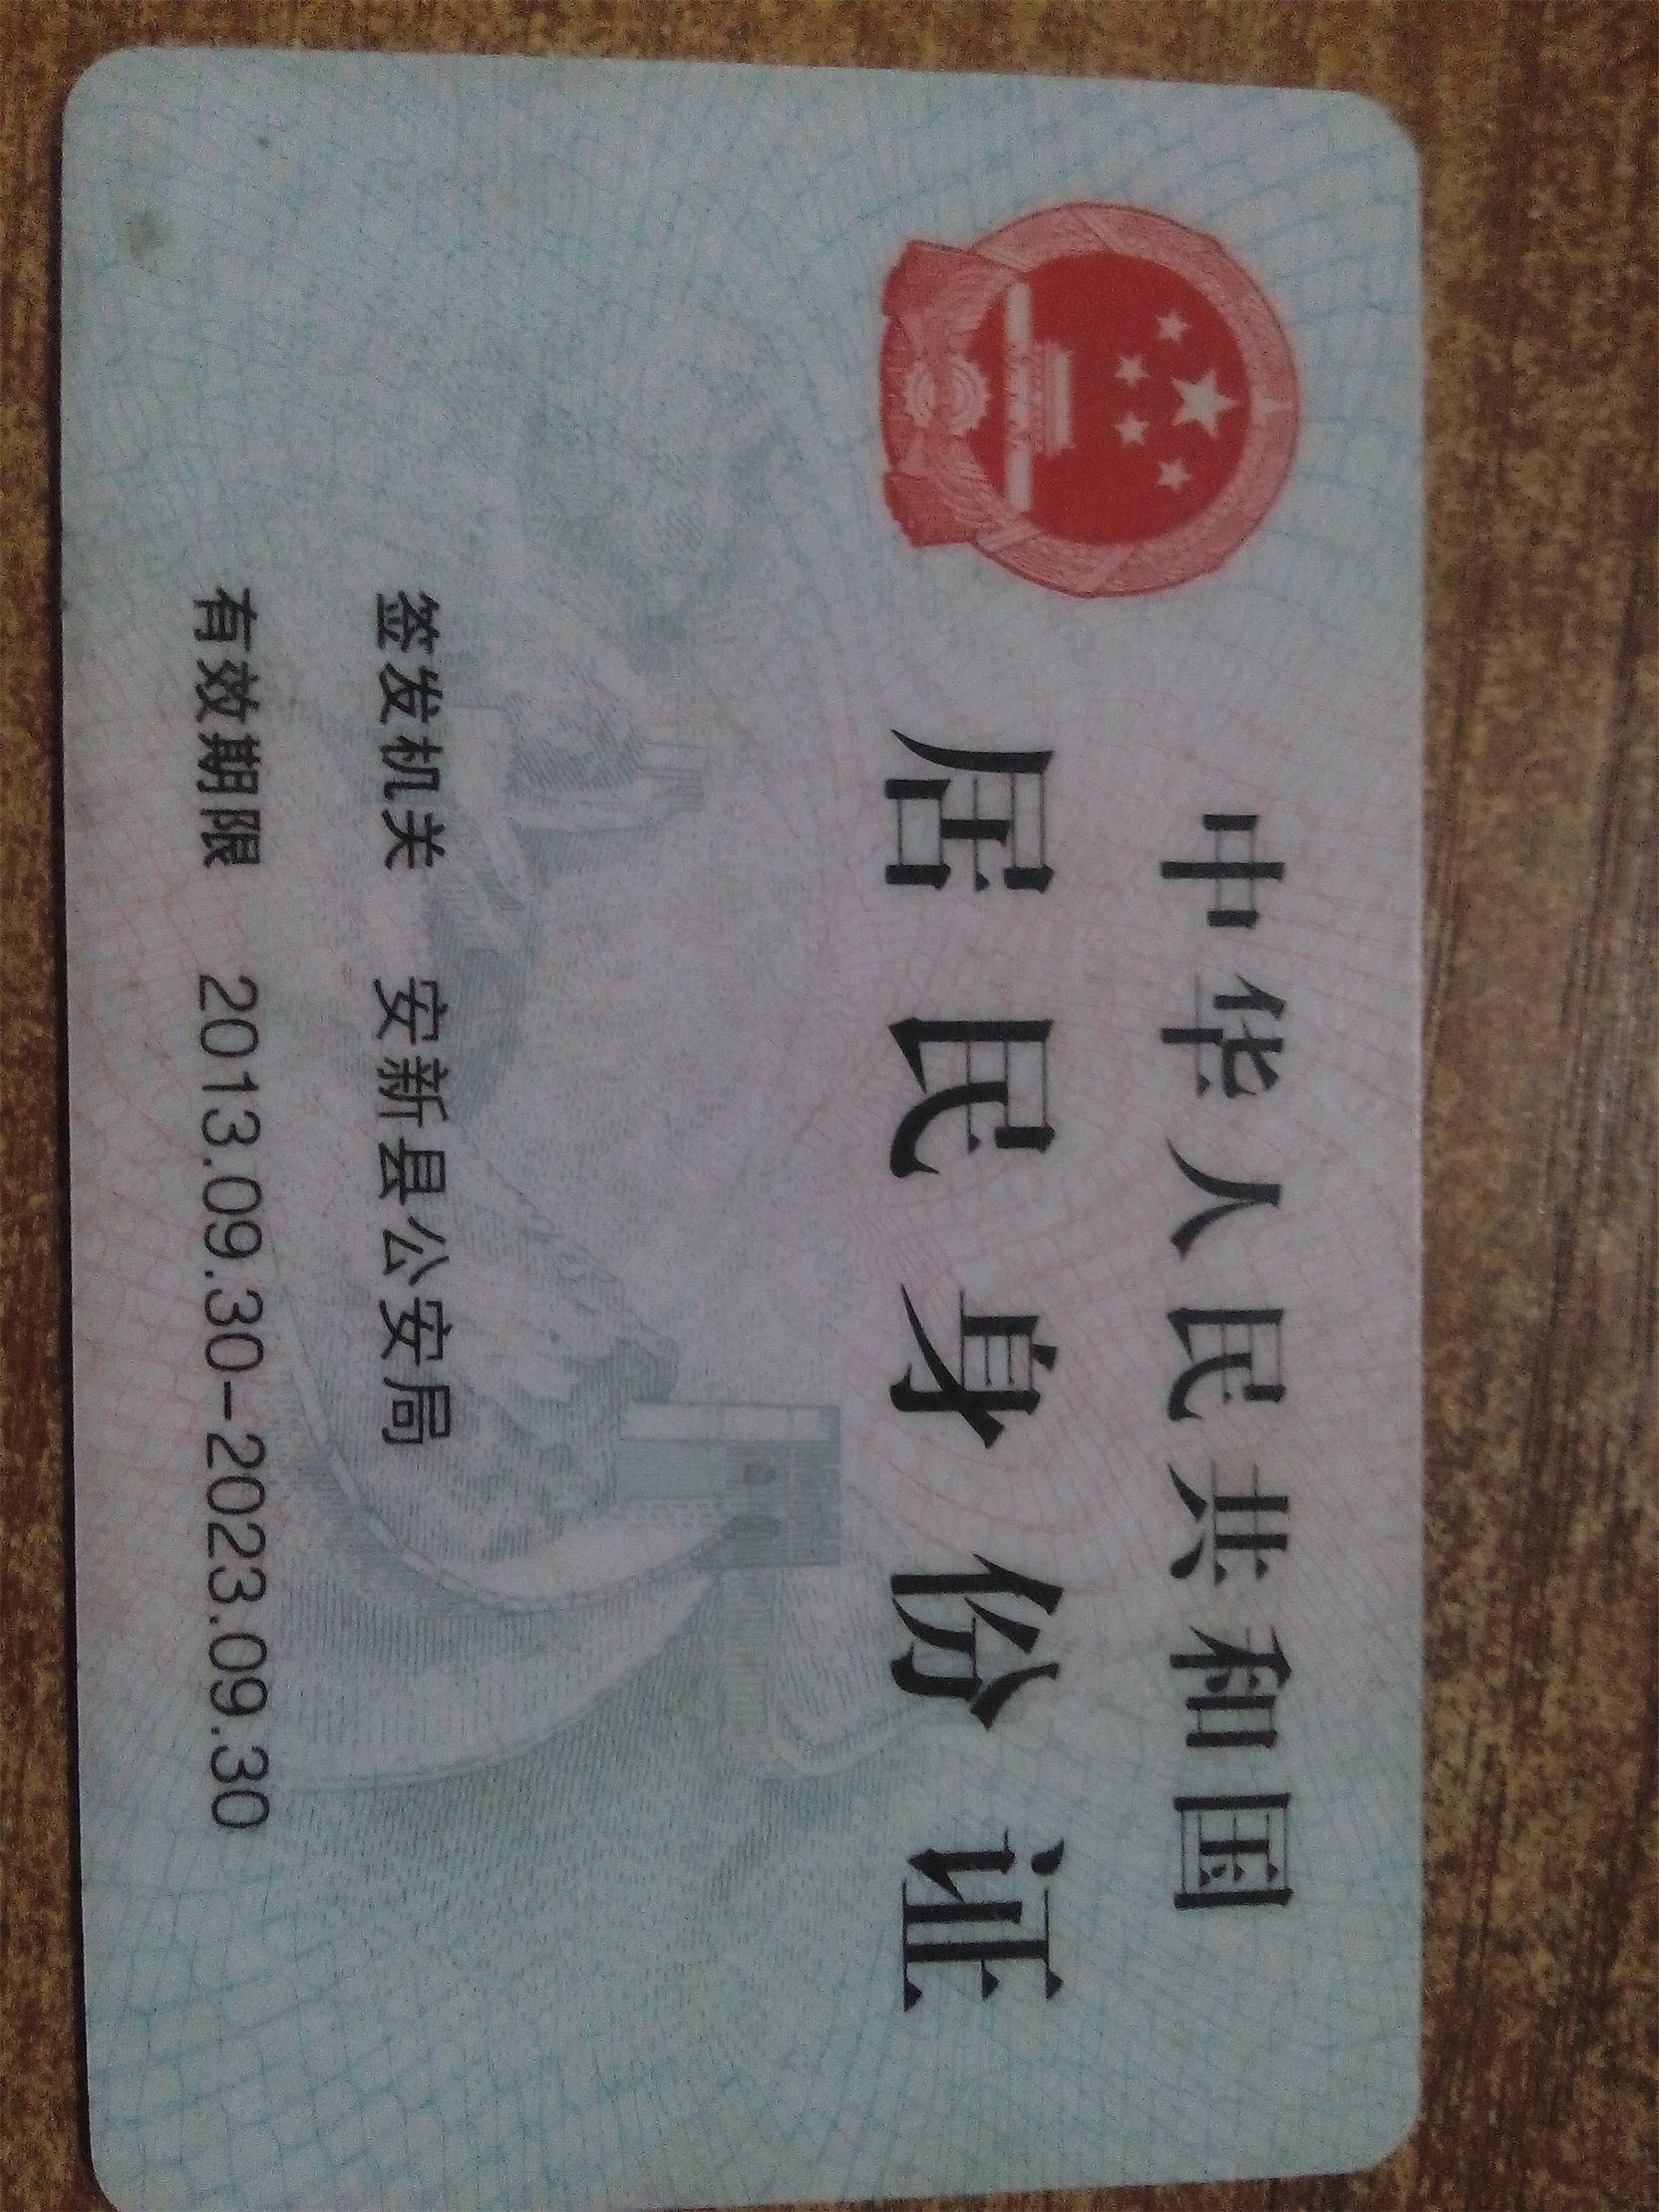 中华人民共和国
居民身份证
签发机关 安新县公安局
有效期限 2013.09.30-2023.09.30